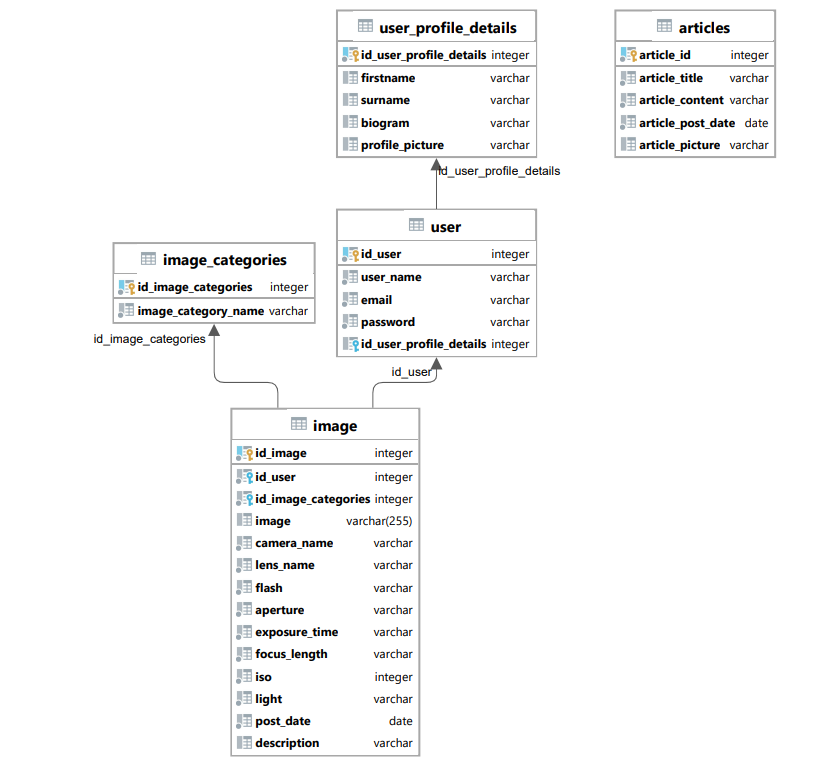 user_profile_details
id_user_profile_details integer
firstname varchar
surname varchar
biogram varchar
profile_picture varchar
articles
article_id integer
article_title varchar
article_content varchar
article_post_date date
article_picture varchar
id_user_profile_details
user
id_user integer
user_name varchar
email varchar
password varchar
id_user_profile_details integer
image_categories
id_image_categories integer
image_category_name varchar
id_image_categories
id_user
image
id_image integer
id_user integer
id_image_categories integer
image varchar(255)
camera_name varchar
lens_name varchar
flash varchar
aperture varchar
exposure_time varchar
focus_length varchar
iso integer
light varchar
post_date date
description varchar